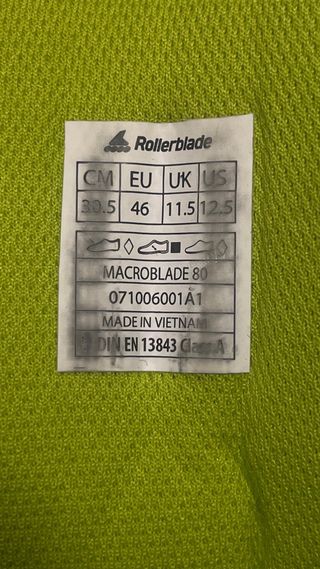 Rollerblade
CM EU UK US
30.5 46 11.5 12.5
MACROBLADE 80
071006001A1
MADE IN VIETNAM
DIN EN 13843 Class A